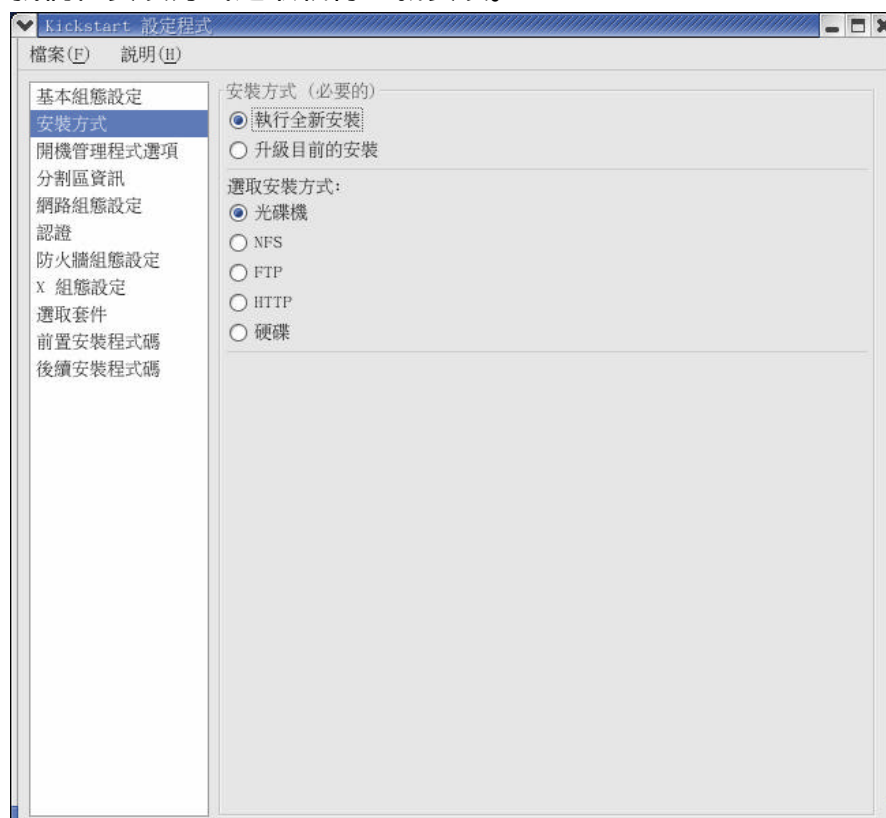 Kickstart 設定程式
檔案(F) 說明(H)
基本組態設定
安裝方式
開機管理程式選項
分割區資訊
網路組態設定
認證
防火牆組態設定
X 組態設定
選取套件
前置安裝程式碼
後續安裝程式碼
安裝方式 (必要的)
執行全新安裝
升級目前的安裝
選取安裝方式:
光碟機
NFS
FTP
HTTP
硬碟